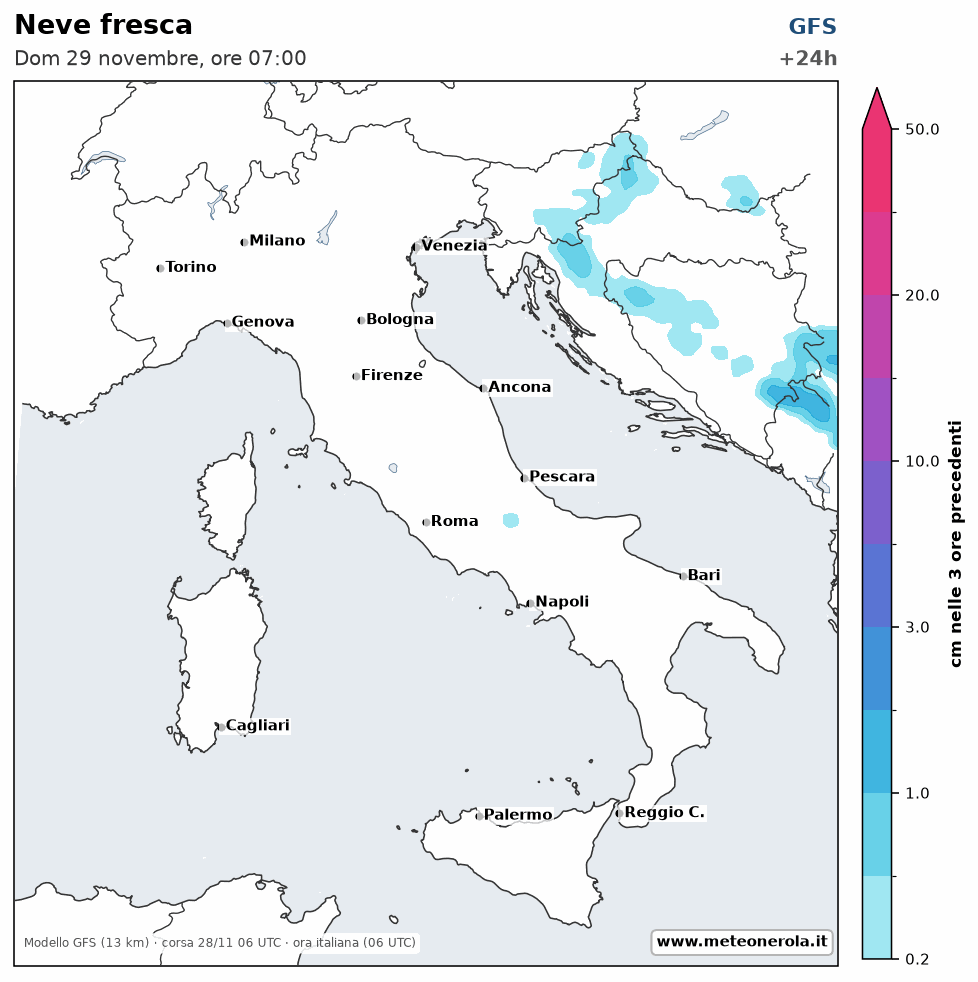 Neve fresca
GFS
Dom 29 novembre, ore 07:00
+24h
50.0
Milano
Venezia
Torino
20.0
Genova
Bologna
Firenze
Ancona
10.0
Pescara
Roma
cm nelle 3 ore precedenti
Bari
Napoli
3.0
Cagliari
1.0
Palermo
Reggio C.
Modello GFS (13 km) · corsa 28/11 06 UTC · ora italiana (06 UTC)
www.meteonerola.it
0.2